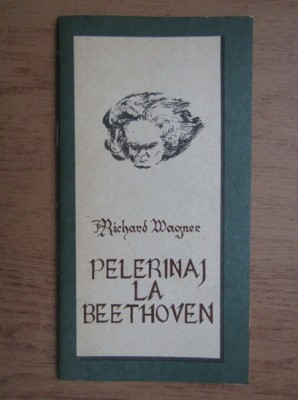 Richard Wagner
PELERINAJ
LA
BEETHOVEN